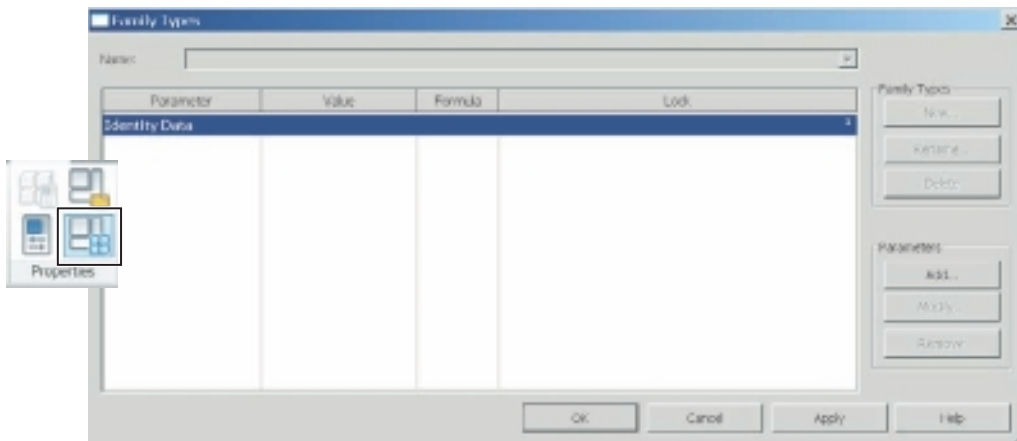 Family Types
Name:
Parameter Value Formula Lock
Identity Data
Family Types
New...
Rename...
Delete
Properties
Parameters
Add...
Modify...
Remove
OK Cancel Apply Help